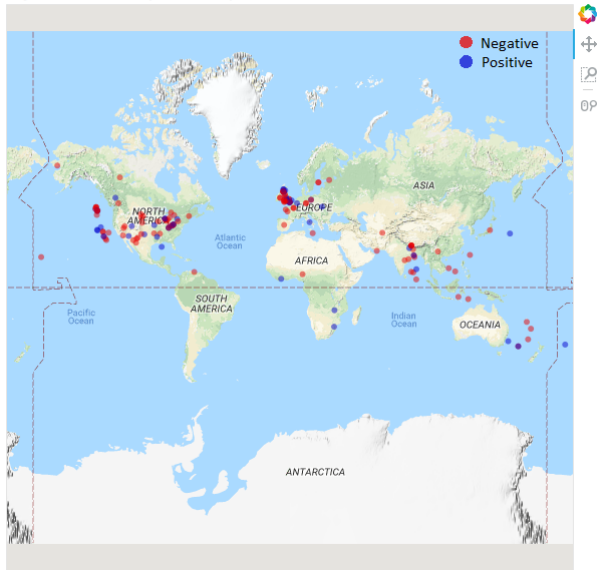 Negative
Positive
ASIA
NORTH
AMERICA
EUROPE
Atlantic
Ocean
AFRICA
SOUTH
AMERICA
Pacific
Ocean
Indian
Ocean
OCEANIA
ANTARCTICA